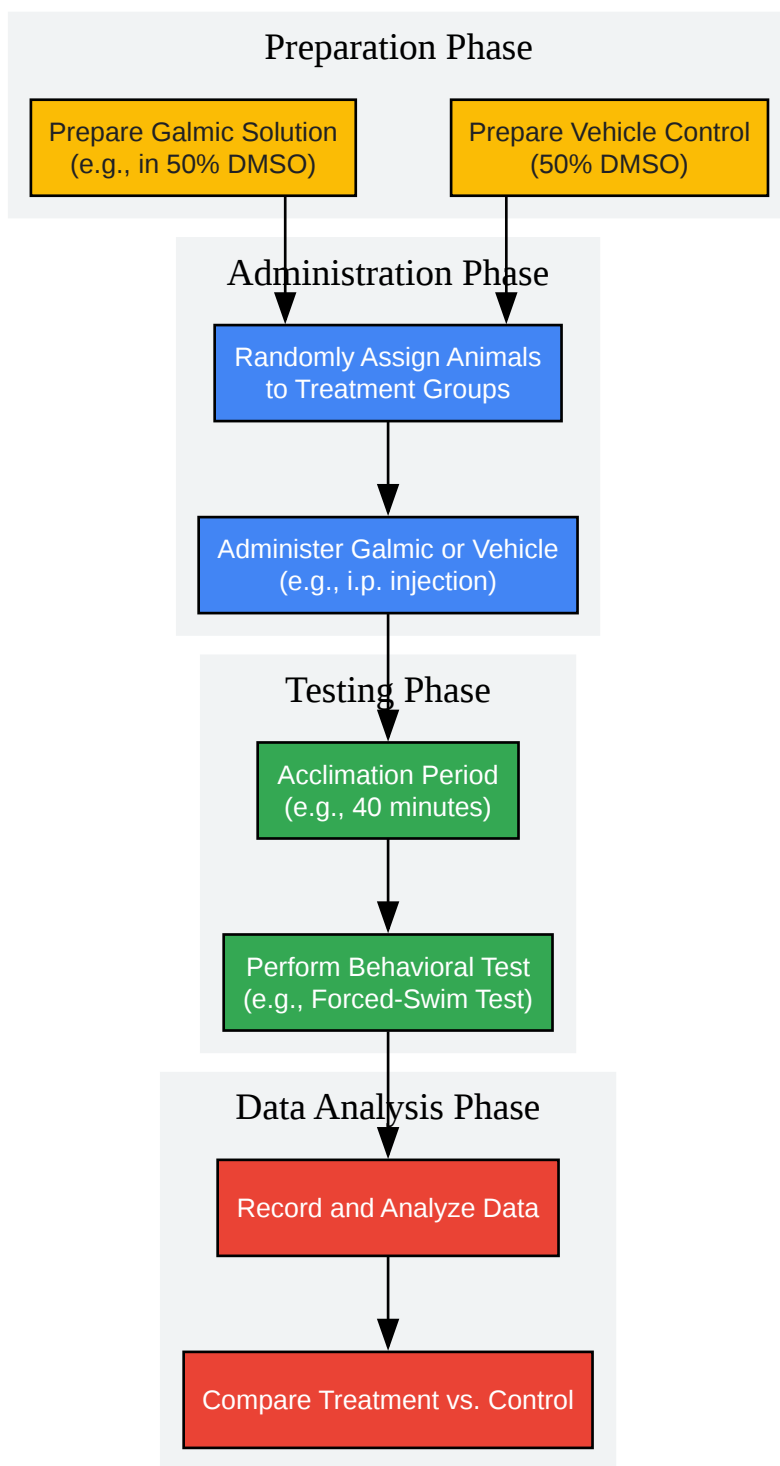 Preparation Phase
Prepare Galmic Solution
(e.g., in 50% DMSO)
Prepare Vehicle Control
(50% DMSO)
Administration Phase
Randomly Assign Animals
to Treatment Groups
Administer Galmic or Vehicle
(e.g., i.p. injection)
Testing Phase
Acclimation Period
(e.g., 40 minutes)
Perform Behavioral Test
(e.g., Forced-Swim Test)
Data Analysis Phase
Record and Analyze Data
Compare Treatment vs. Control